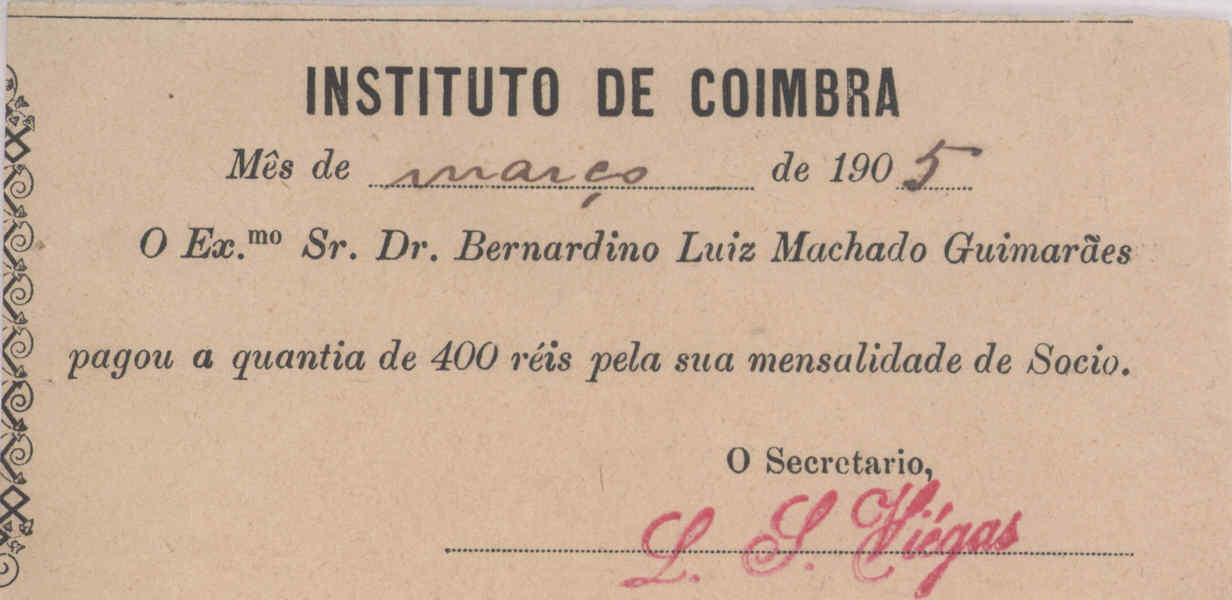 INSTITUTO DE COIMBRA
Mês de março de 1905
O Ex.mo Sr. Dr. Bernardino Luiz Machado Guimarães
pagou a quantia de 400 réis pela sua mensalidade de Socio.
O Secretario,
L. S. Viégas